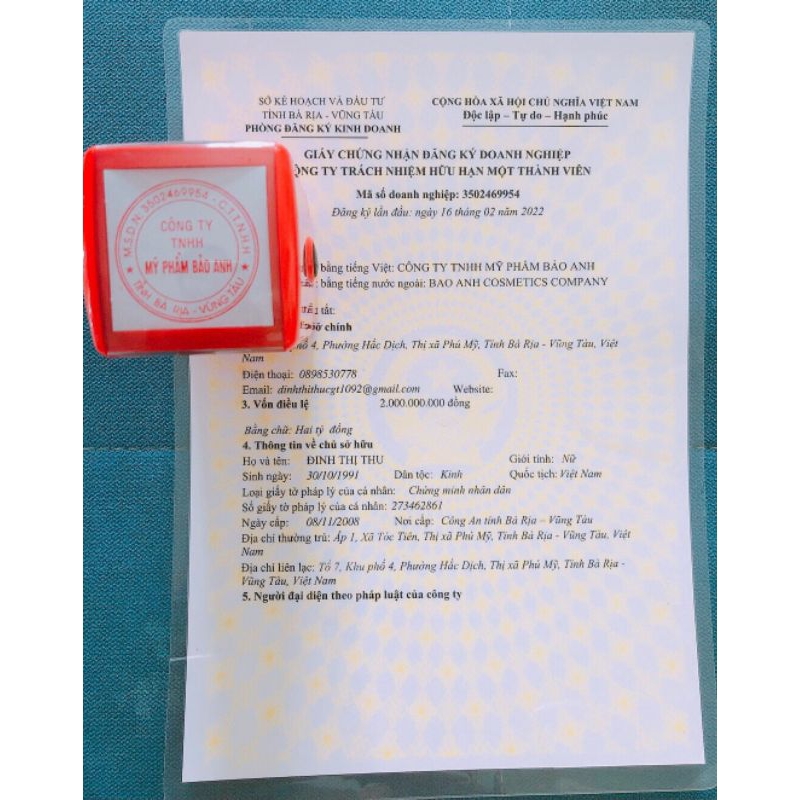 SỞ KẾ HOẠCH VÀ ĐẦU TƯ
TỈNH BÀ RỊA - VŨNG TÀU
PHÒNG ĐĂNG KÝ KINH DOANH
CỘNG HÒA XÃ HỘI CHỦ NGHĨA VIỆT NAM
Độc lập – Tự do – Hạnh phúc
GIẤY CHỨNG NHẬN ĐĂNG KÝ DOANH NGHIỆP
ÔNG TY TRÁCH NHIỆM HỮU HẠN MỘT THÀNH VIÊN
Mã số doanh nghiệp: 3502469954
Đăng ký lần đầu: ngày 16 tháng 02 năm 2022
M.S.D.N: 3502469954 - C.T.T.N.H.H
CÔNG TY
TNHH
MỸ PHẨM BẢO ANH
TỈNH BÀ RỊA - VŨNG TÀU
bằng tiếng Việt: CÔNG TY TNHH MỸ PHẨM BẢO ANH
bằng tiếng nước ngoài: BAO ANH COSMETICS COMPANY
tắt:
chính
4, Phường Hắc Dịch, Thị xã Phú Mỹ, Tỉnh Bà Rịa - Vũng Tàu, Việt
Nam
Điện thoại: 0898530778 Fax:
Email: dinhthithucgt1092@gmail.com Website:
3. Vốn điều lệ 2.000.000.000 đồng
Bằng chữ: Hai tỷ đồng
4. Thông tin về chủ sở hữu
Họ và tên: ĐINH THỊ THU Giới tính: Nữ
Sinh ngày: 30/10/1991 Dân tộc: Kinh Quốc tịch: Việt Nam
Loại giấy tờ pháp lý của cá nhân: Chứng minh nhân dân
Số giấy tờ pháp lý của cá nhân: 273462861
Ngày cấp: 08/11/2008 Nơi cấp: Công An tỉnh Bà Rịa – Vũng Tàu
Địa chỉ thường trú: Ấp 1, Xã Tóc Tiên, Thị xã Phú Mỹ, Tỉnh Bà Rịa - Vũng Tàu, Việt
Nam
Địa chỉ liên lạc: Tổ 7, Khu phố 4, Phường Hắc Dịch, Thị xã Phú Mỹ, Tỉnh Bà Rịa -
Vũng Tàu, Việt Nam
5. Người đại diện theo pháp luật của công ty